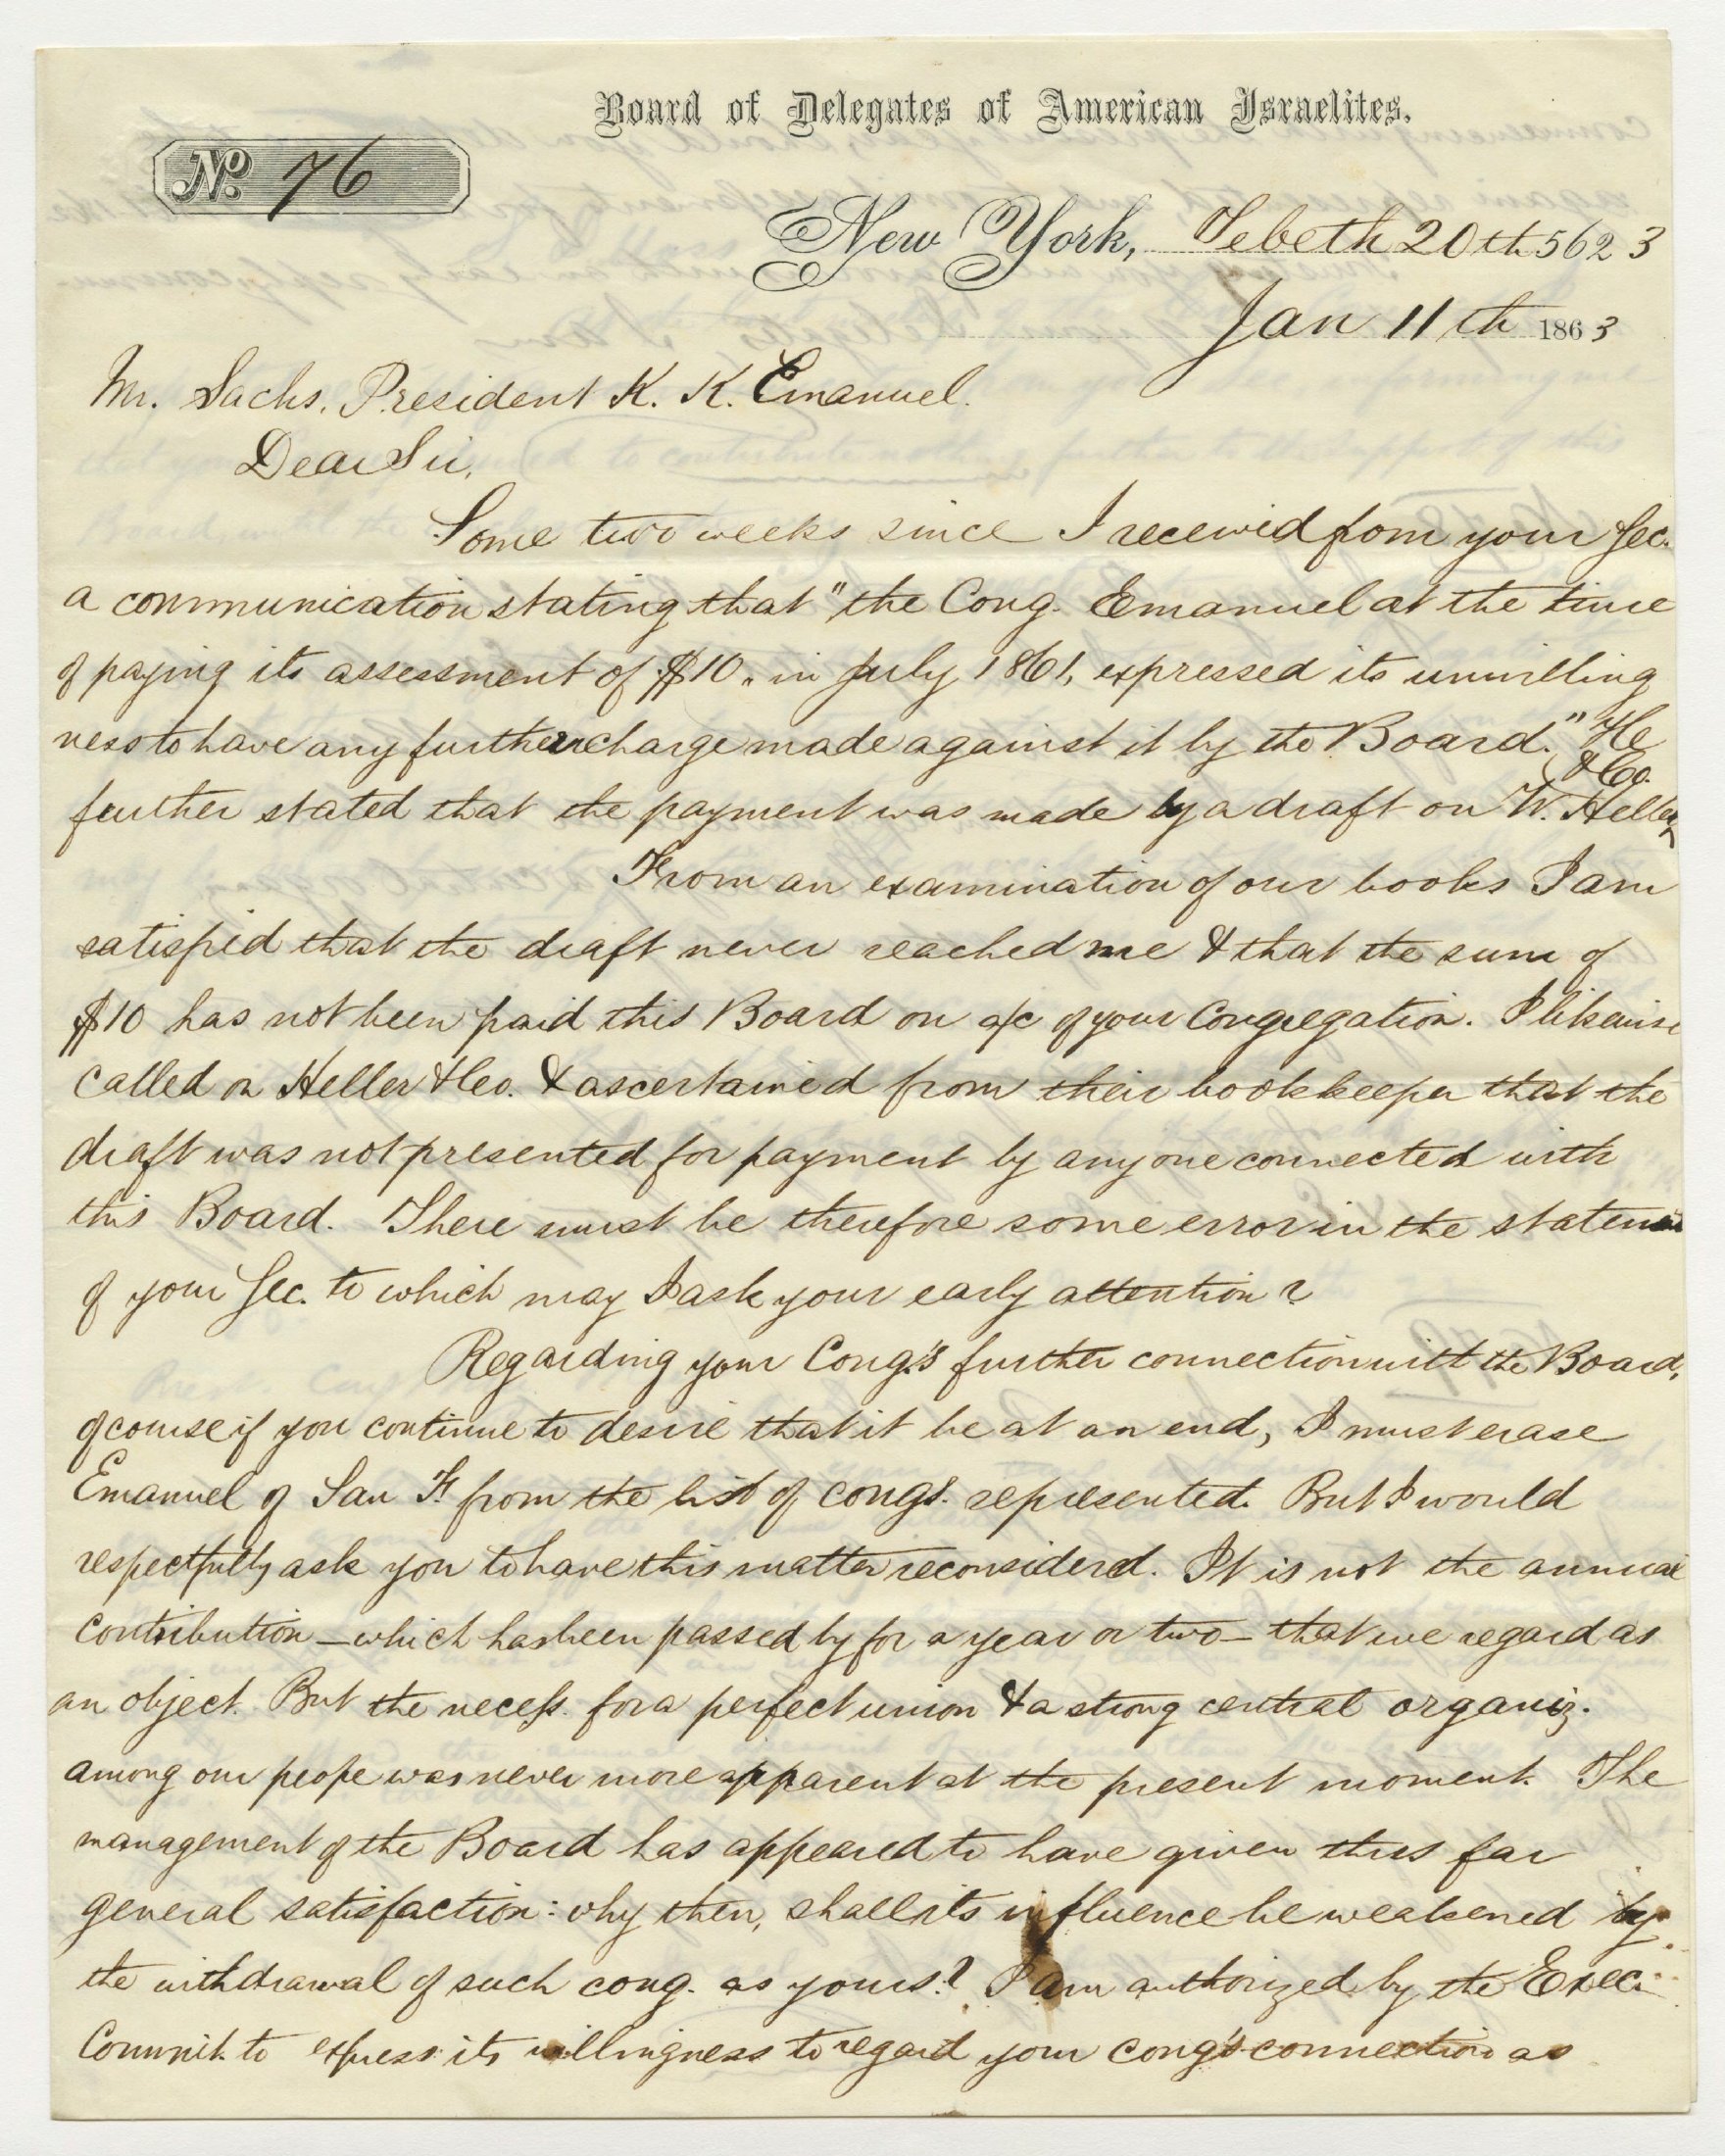 Board of Delegates of American Israelites.
No. 76
New York, Tebeth 20th 5623
Jan 11th 1863
Mr. Sachs, President K. K. Emanuel.
Dear Sir,
Some two weeks since I received from your Sec.
a communication stating that "the Cong. Emanuel at the time
of paying its assessment of $10. in July 1861, expressed its unwilling
ness to have any further charge made against it by the Board." He
further stated that the payment was made by a draft on W. Heller & Co.
From an examination of our books I am
satisfied that the draft never reached me & that the sum of
$10 has not been paid this Board on a/c of your Congregation. I likewise
called on Heller & Co. & ascertained from their bookkeeper that the
draft was not presented for payment by any one connected with
this Board. There must be therefore some error in the statem
of your Sec. to which may I ask your early attention?
Regarding your Cong's further connection with the Board,
of course if you continue to desire that it be at an end, I must erase
Emanuel of San F. from the list of congs. represented. But I would
respectfully ask you to have this matter reconsiderd. It is not the annual
contribution – which has been passed by for a year or two – that we regard as
an object. But the necess. for a perfect union & a strong central organiz.
among our peope was never more apparent at the present moment. The
management of the Board has appeared to have given thus far
general satisfaction: why then, shall its influence be weakened by
the withdrawal of such cong. as yours? I am authorized by the Exec.
Commit. to express its willingness to regard your cong's connection as